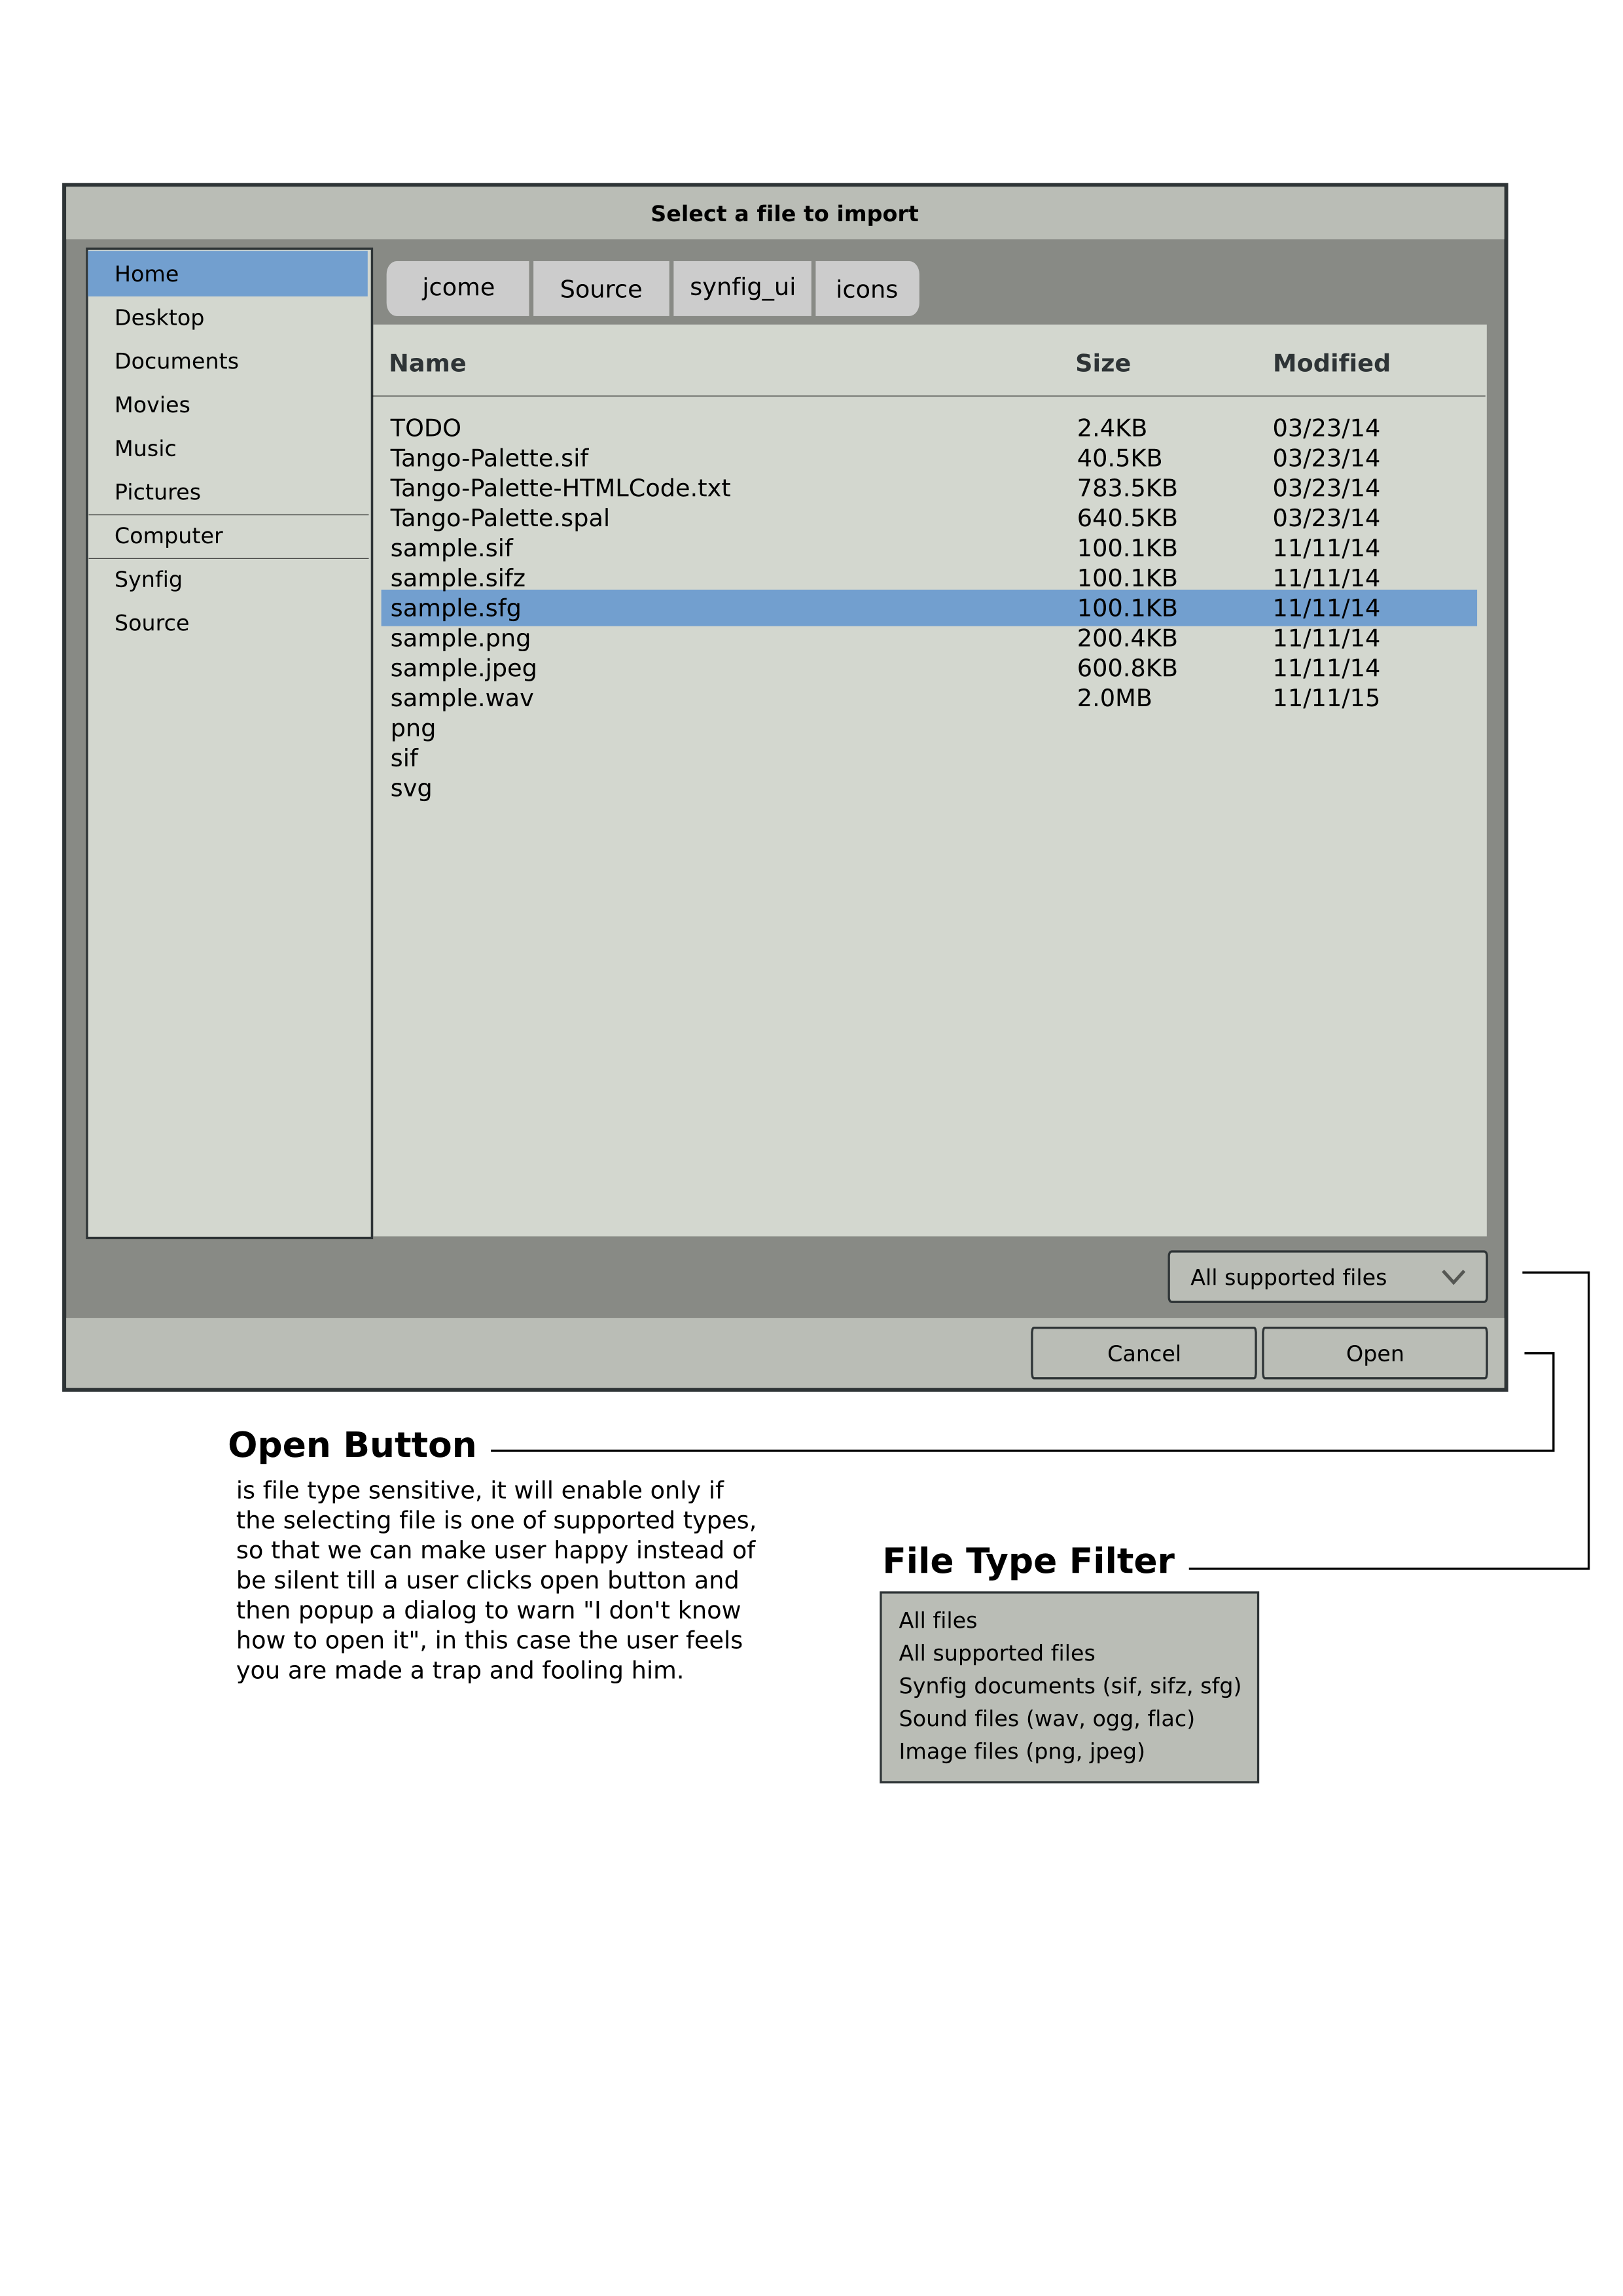 Select a file to import
Home
Desktop
Documents
Movies
Music
Pictures
Computer
Synfig
Source
jcome Source synfig_ui icons
Name Size Modified
TODO 2.4KB 03/23/14
Tango-Palette.sif 40.5KB 03/23/14
Tango-Palette-HTMLCode.txt 783.5KB 03/23/14
Tango-Palette.spal 640.5KB 03/23/14
sample.sif 100.1KB 11/11/14
sample.sifz 100.1KB 11/11/14
sample.sfg 100.1KB 11/11/14
sample.png 200.4KB 11/11/14
sample.jpeg 600.8KB 11/11/14
sample.wav 2.0MB 11/11/15
png
sif
svg
All supported files
Cancel Open
Open Button
is file type sensitive, it will enable only if
the selecting file is one of supported types,
so that we can make user happy instead of
be silent till a user clicks open button and
then popup a dialog to warn "I don't know
how to open it", in this case the user feels
you are made a trap and fooling him.
File Type Filter
All files
All supported files
Synfig documents (sif, sifz, sfg)
Sound files (wav, ogg, flac)
Image files (png, jpeg)